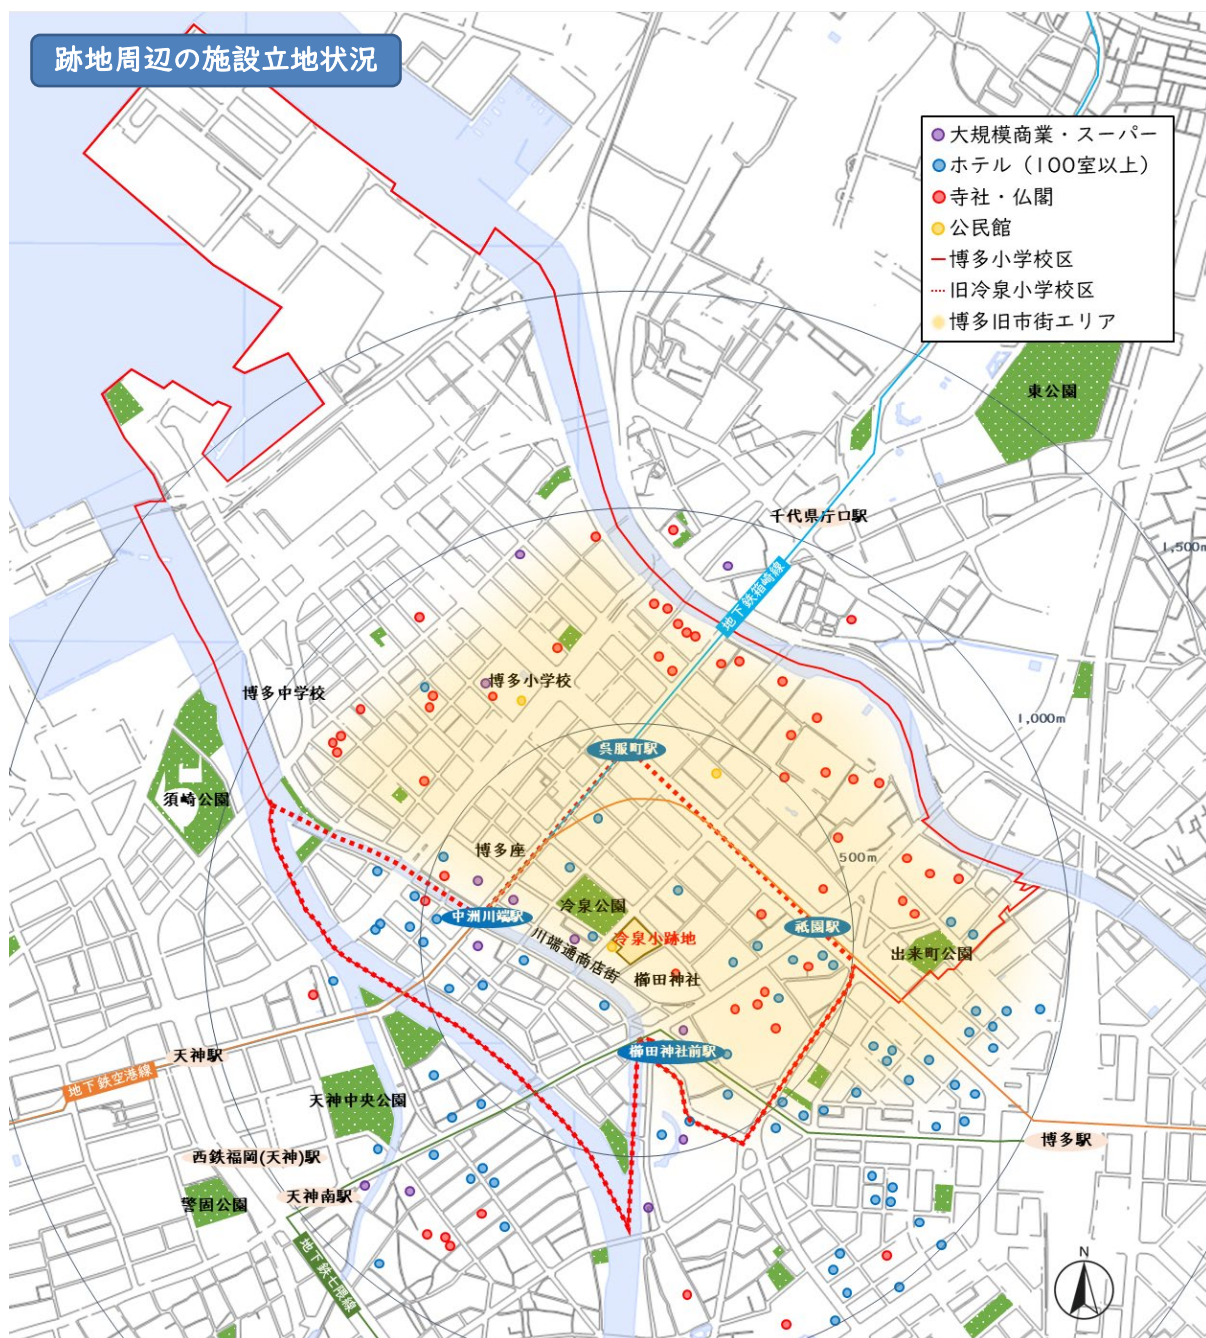 跡地周辺の施設立地状況
大規模商業・スーパー
ホテル（100室以上）
寺社・仏閣
公民館
博多小学校区
旧冷泉小学校区
博多旧市街エリア
東公園
千代県庁口駅
1,500m
地下鉄箱崎線
博多小学校
博多中学校
1,000m
呉服町駅
須崎公園
博多座
500m
冷泉公園
中洲川端駅
祇園駅
川端通商店街
冷泉小跡地
出来町公園
櫛田神社
天神駅
櫛田神社前駅
地下鉄空港線
天神中央公園
博多駅
西鉄福岡(天神)駅
天神南駅
警固公園
地下鉄七隈線
N